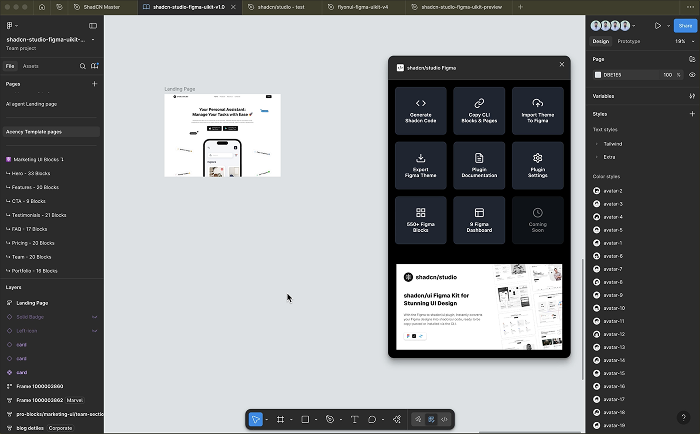 ShadCN Master
shadcn-studio-figma-uikit-v1.0
shadcn/studio - test
flyonui-figma-uikit-v4
shadcn-studio-figma-uikit-preview
shadcn-studio-figma-uikit-...
Team project
File
Assets
Pages
AI agent Landing page
Agency Template pages
Marketing UI Blocks
Hero - 33 Blocks
Features - 20 Blocks
CTA - 9 Blocks
Testimonials - 21 Blocks
FAQ - 17 Blocks
Pricing - 20 Blocks
Team - 20 Blocks
Portfolio - 16 Blocks
Layers
Landing Page
Solid Badge
Left Icon
card
card
card
Frame 1000003860
Frame 1000003862 Marvel
pro-blocks/marketing-ui/team-sectio
blog detiles Corporate
Landing Page
Your Personal Assistant:
Manage Your Tasks with Ease
shadcn/studio Figma
Generate
Shadcn Code
Copy CLI
Blocks & Pages
Import Theme
To Figma
Export
Figma Theme
Plugin
Documentation
Plugin
Settings
550+ Figma
Blocks
9 Figma
Dashboard
Coming
Soon
shadcn/studio
shadcn/ui Figma Kit for
Stunning UI Design
Share
Design
Prototype
19%
Page
DBE1E5
100
%
Variables
Styles
Text styles
Tailwind
Extra
Color styles
avatar-2
avatar-3
avatar-4
avatar-5
avatar-1
avatar-6
avatar-7
avatar-8
avatar-9
avatar-10
avatar-11
avatar-12
avatar-13
avatar-14
avatar-15
avatar-16
avatar-17
avatar-18
avatar-19